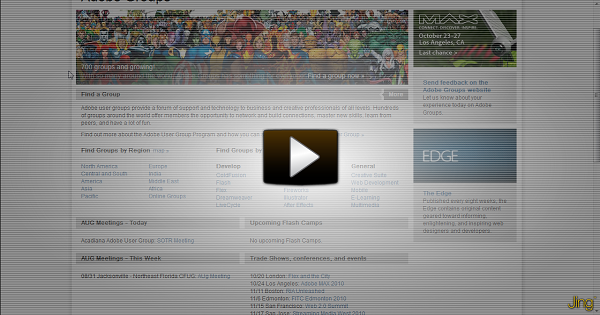 Adobe Groups
700 groups and growing!
Find a group now »
Find a Group
Adobe user groups provide a forum of support and technology to business and creative professionals of all levels. Hundreds
of groups around the world offer members the opportunity to network and build connections, master new skills, learn from
peers, and have a lot of fun.
Find out more about the Adobe User Group Program and how you can
Find Groups by Region
Find Groups by
North America
Europe
Central and South
America
India
Middle East
Asia
Africa
Pacific
Online Groups
Develop
ColdFusion
Flash
Flex
Dreamweaver
LiveCycle
Fireworks
Illustrator
After Effects
General
Creative Suite
Web Development
Mobile
E-Learning
Multimedia
AUG Meetings - Today
Acadiana Adobe User Group: SOTR Meeting
Upcoming Flash Camps
No upcoming Flash Camps.
AUG Meetings - This Week
08/31 Jacksonville - Northeast Florida CFUG: Aug Meeting
Trade Shows, conferences, and events
10/20 London: Flex and the City
10/24 Los Angeles: Adobe MAX 2010
11/11 Boston: RIA Unleashed
11/8 Edmonton: FITC Edmonton 2010
11/15 San Francisco: Web 2.0 Summit
11/17 San Jose: Streaming Media West 2010
MAX
CONNECT. DISCOVER. INSPIRE.
October 23-27
Los Angeles, CA
Last chance >
Send feedback on the
Adobe Groups website
Let us know about your
experience today on Adobe
Groups.
EDGE
The Edge
Published every eight weeks, the
Edge contains original content
geared toward informing,
enlightening, and inspiring web
designers and developers.
Jing